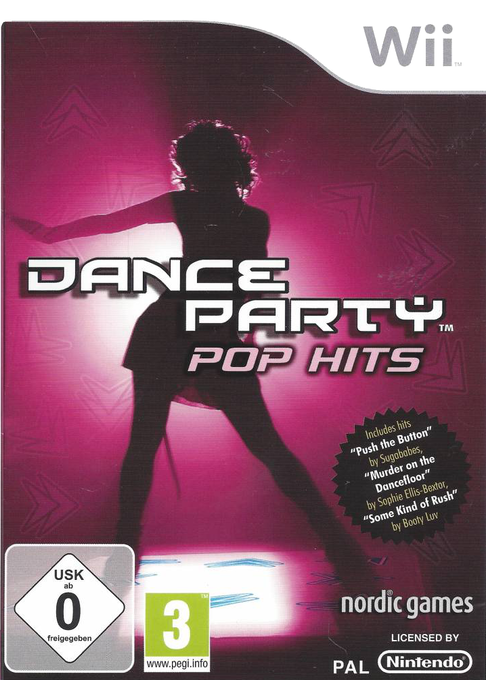 Wii™
DANCE
PARTY™
POP HITS
Includes hits
"Push the Button"
by Sugababes,
"Murder on the
Dancefloor"
by Sophie Ellis-Bextor,
"Some Kind of Rush"
by Booty Luv
USK
ab
0
freigegeben
3™
www.pegi.info
nordic games
LICENSED BY
PAL Nintendo®